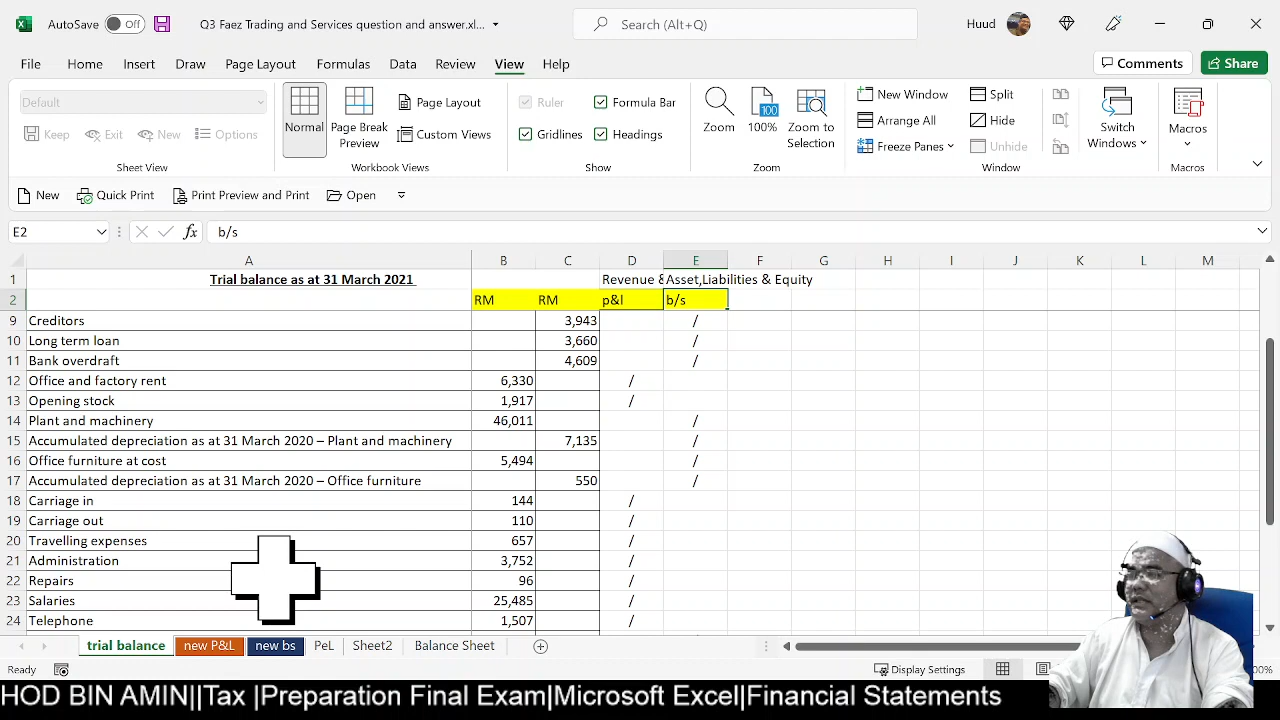 AutoSave Off Q3 Faez Trading and Services question and answer.xl... Search (Alt+Q) Huud
File Home Insert Draw Page Layout Formulas Data Review View Help Comments Share
Default
Keep Exit New Options
Sheet View
Normal
Page Break Preview
Page Layout
Custom Views
Workbook Views
Ruler Formula Bar
Gridlines Headings
Show
Zoom
100%
Zoom to Selection
Zoom
New Window
Arrange All
Freeze Panes
Split
Hide
Unhide
Switch Windows
Window
Macros
Macros
New Quick Print Print Preview and Print Open
E2 fx b/s
A B C D E F G H I J K L M
1 Trial balance as at 31 March 2021 Revenue & Asset,Liabilities & Equity
2 RM RM p&l b/s
9 Creditors 3,943 /
10 Long term loan 3,660 /
11 Bank overdraft 4,609 /
12 Office and factory rent 6,330 /
13 Opening stock 1,917 /
14 Plant and machinery 46,011 /
15 Accumulated depreciation as at 31 March 2020 – Plant and machinery 7,135 /
16 Office furniture at cost 5,494 /
17 Accumulated depreciation as at 31 March 2020 – Office furniture 550 /
18 Carriage in 144 /
19 Carriage out 110 /
20 Travelling expenses 657 /
21 Administration 3,752 /
22 Repairs 96 /
23 Salaries 25,485 /
24 Telephone 1,507 /
trial balance new P&L new bs PeL Sheet2 Balance Sheet
Ready Display Settings
HOD BIN AMIN||Tax |Preparation Final Exam|Microsoft Excel|Financial Statements